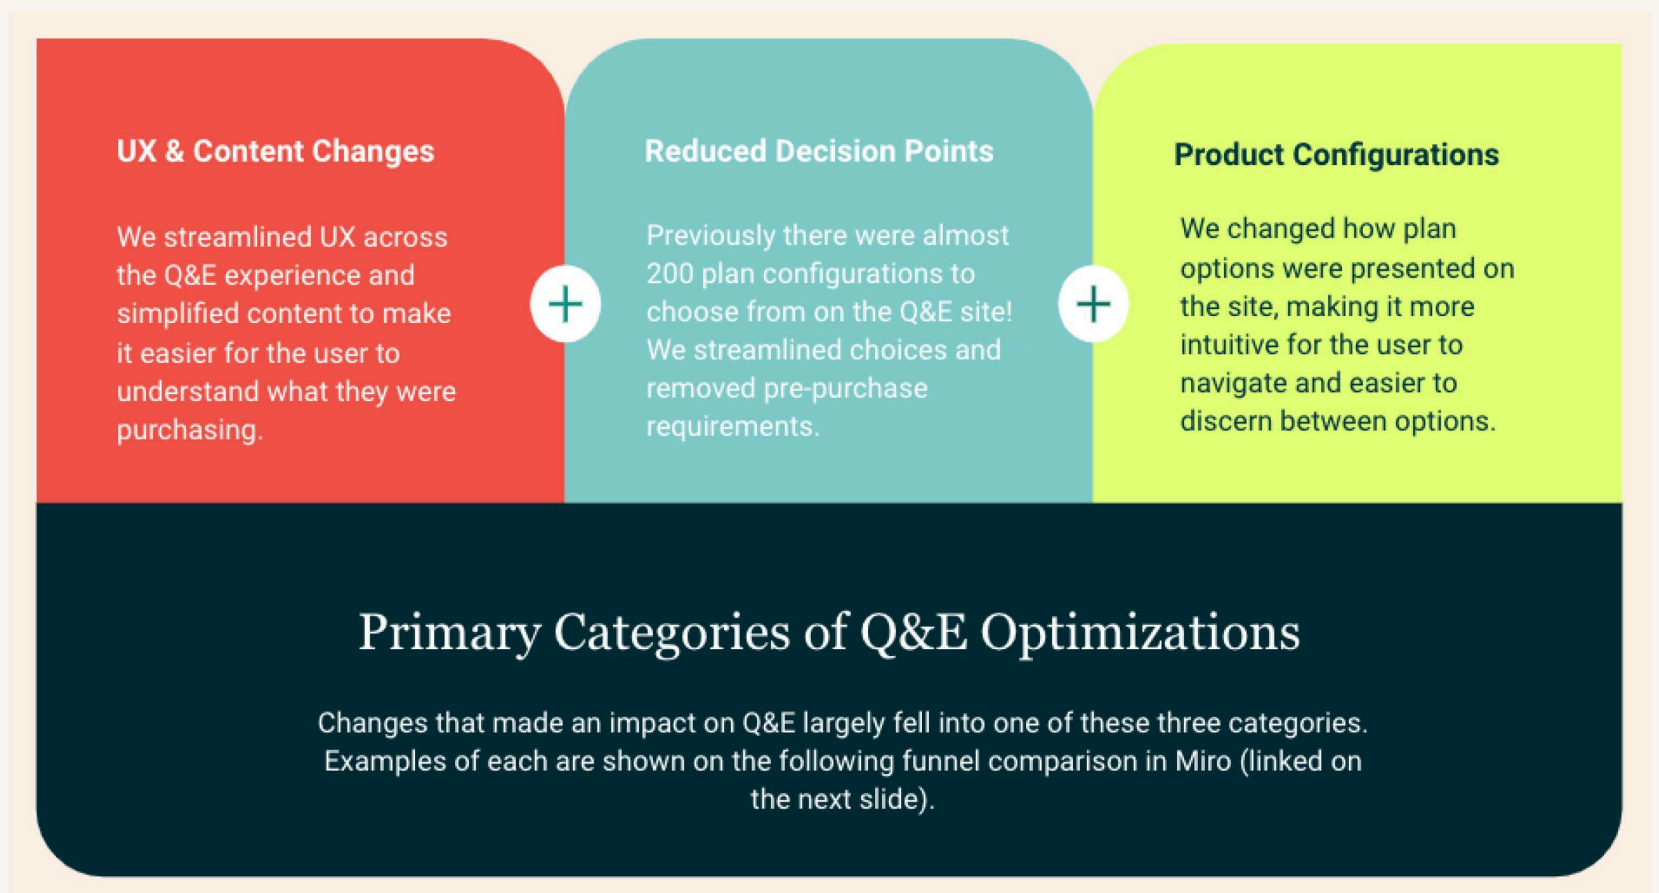 UX & Content Changes
We streamlined UX across
the Q&E experience and
simplified content to make
it easier for the user to
understand what they were
purchasing.
Reduced Decision Points
Previously there were almost
200 plan configurations to
choose from on the Q&E site!
We streamlined choices and
removed pre-purchase
requirements.
Product Configurations
We changed how plan
options were presented on
the site, making it more
intuitive for the user to
navigate and easier to
discern between options.
Primary Categories of Q&E Optimizations
Changes that made an impact on Q&E largely fell into one of these three categories.
Examples of each are shown on the following funnel comparison in Miro (linked on
the next slide).